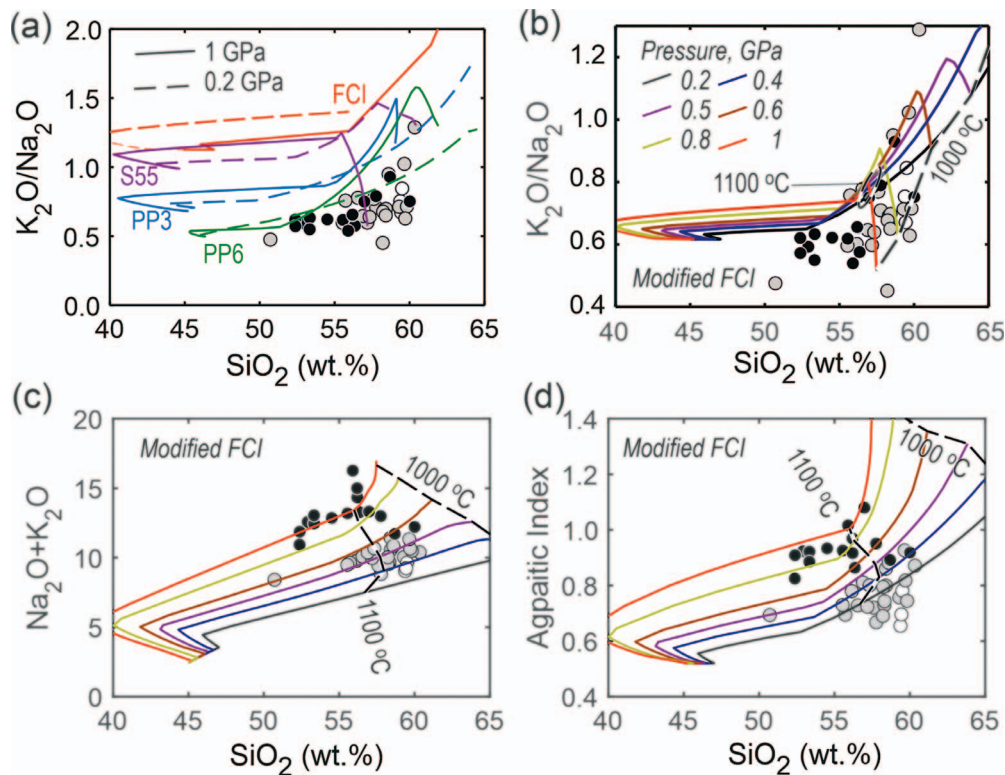 (a)
2.0
1.5
1.0
0.5
0.0
K2O/Na2O
1 GPa
0.2 GPa
FCI
S55
PP3
PP6
40 45 50 55 60 65
SiO2 (wt.%)
(b)
1.2
1.0
0.8
0.6
0.4
K2O/Na2O
Pressure, GPa
0.2 0.4
0.5 0.6
0.8 1
1100 ºC
1000 ºC
Modified FCI
40 45 50 55 60 65
SiO2 (wt.%)
(c)
20
15
10
5
0
Na2O+K2O
Modified FCI
1000 ºC
1100 ºC
40 45 50 55 60 65
SiO2 (wt.%)
(d)
1.4
1.2
1.0
0.8
0.6
0.4
Agpaitic Index
Modified FCI
1100 ºC
1000 ºC
40 45 50 55 60 65
SiO2 (wt.%)